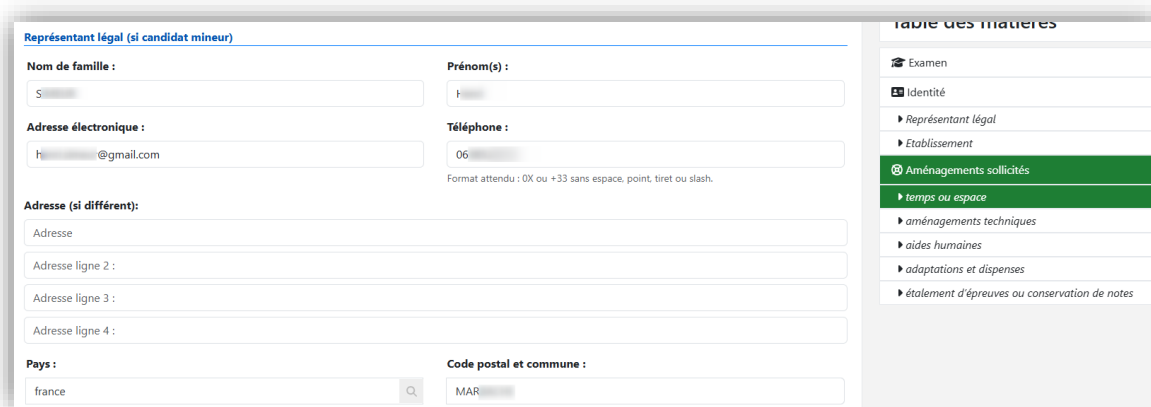 Représentant légal (si candidat mineur)
Nom de famille :
Prénom(s) :
S
H
Adresse électronique :
Téléphone :
h @gmail.com
06
Format attendu : 0X ou +33 sans espace, point, tiret ou slash.
Adresse (si différent):
Adresse
Adresse ligne 2 :
Adresse ligne 3 :
Adresse ligne 4 :
Pays :
Code postal et commune :
france
MAR
Table des matières
Examen
Identité
Représentant légal
Etablissement
Aménagements sollicités
temps ou espace
aménagements techniques
aides humaines
adaptations et dispenses
étalement d'épreuves ou conservation de notes